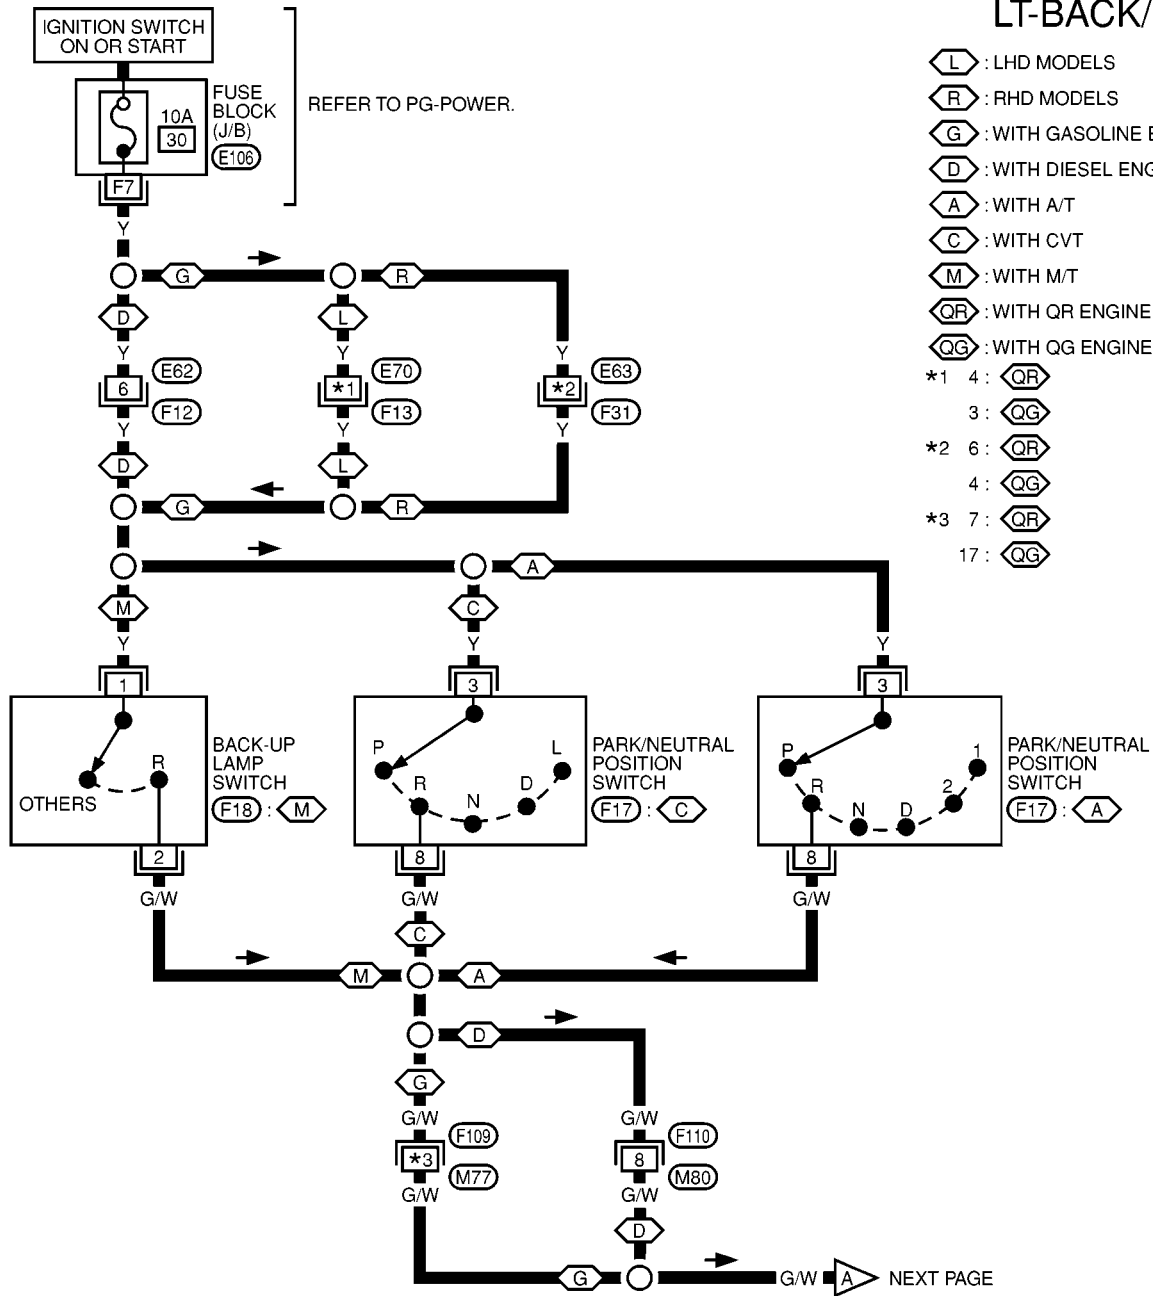 LT-BACK/
IGNITION SWITCH
ON OR START
FUSE
BLOCK
(J/B)
E106
10A
30
F7
REFER TO PG-POWER.
L : LHD MODELS
R : RHD MODELS
G : WITH GASOLINE E
D : WITH DIESEL ENG
A : WITH A/T
C : WITH CVT
M : WITH M/T
QR : WITH QR ENGINE
QG : WITH QG ENGINE
*1 4 : QR
3 : QG
*2 6 : QR
4 : QG
*3 7 : QR
17 : QG
Y
G R
D L
Y Y Y
6 E62 F12
*1 E70 F13
*2 E63 F31
Y Y Y
D L
G R
A
M C
Y Y Y
1 3 3
OTHERS R
BACK-UP
LAMP
SWITCH
F18 : M
P R N D L
PARK/NEUTRAL
POSITION
SWITCH
F17 : C
P R N D 2 1
PARK/NEUTRAL
POSITION
SWITCH
F17 : A
2 8 8
G/W G/W G/W
C
M A
D
G
G/W G/W
*3 F109 M77
8 F110 M80
G/W G/W
D
G G/W A NEXT PAGE